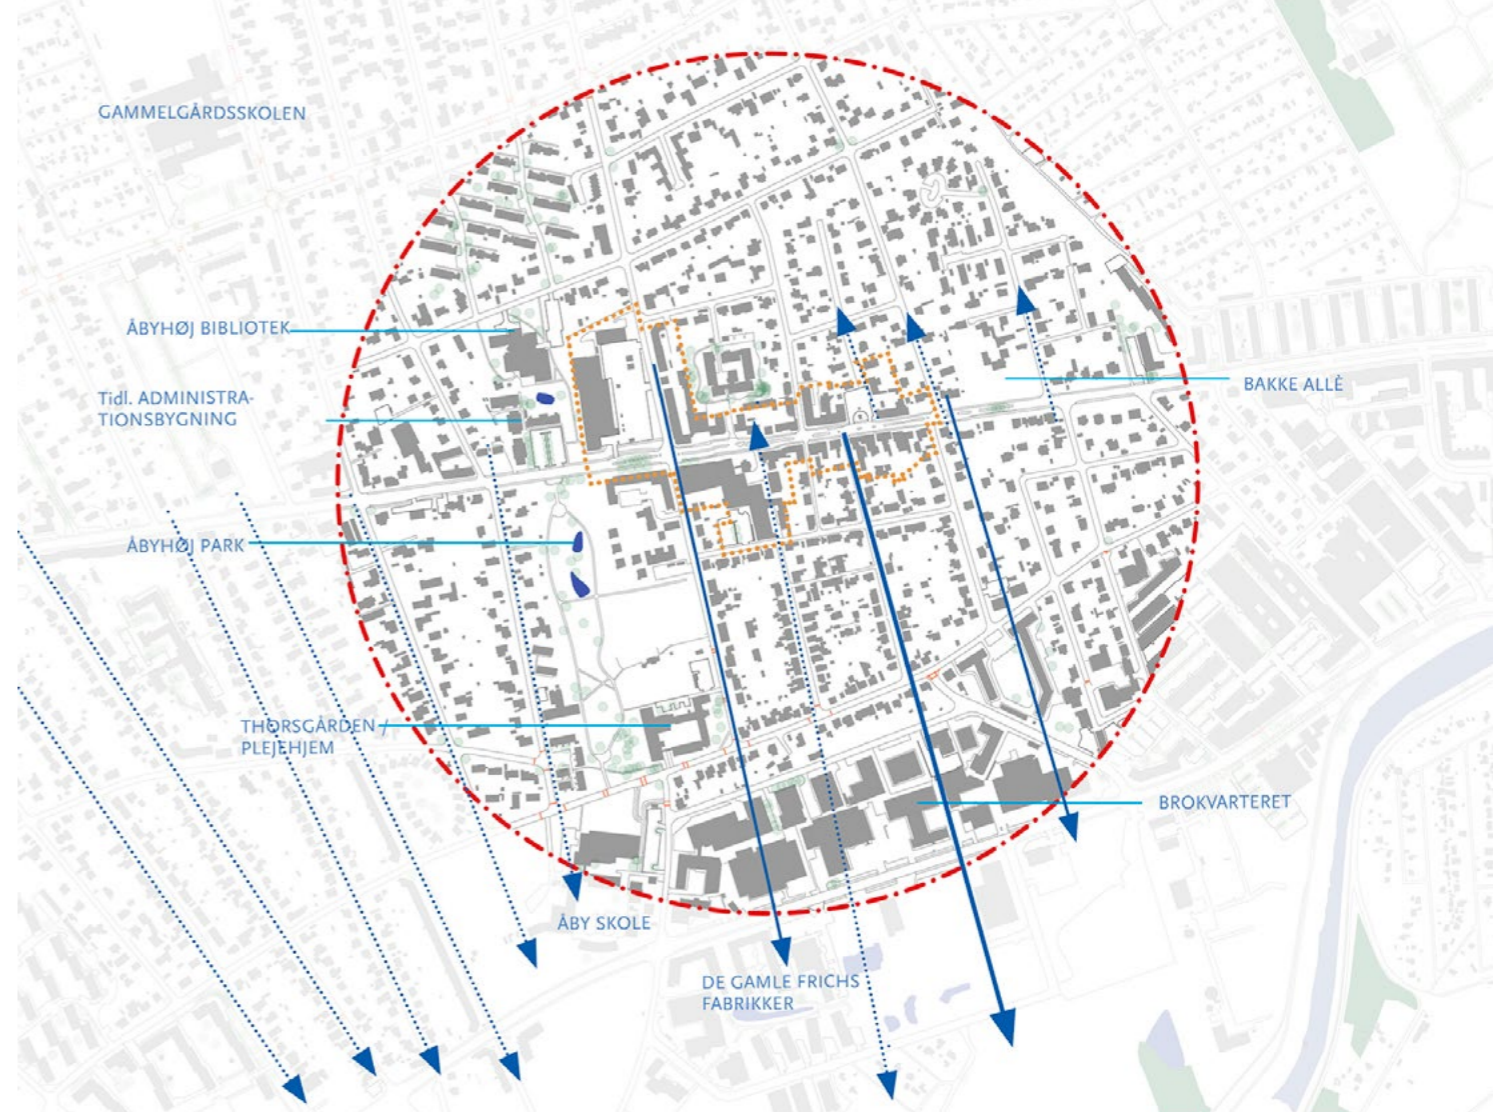 GAMMELGÅRDSSKOLEN
ÅBYHØJ BIBLIOTEK
Tidl. ADMINISTRA-
TIONSBYGNING
BAKKE ALLÈ
ÅBYHØJ PARK
THORSGÅRDEN /
PLEJEHJEM
BROKVARTERET
ÅBY SKOLE
DE GAMLE FRICHS
FABRIKKER